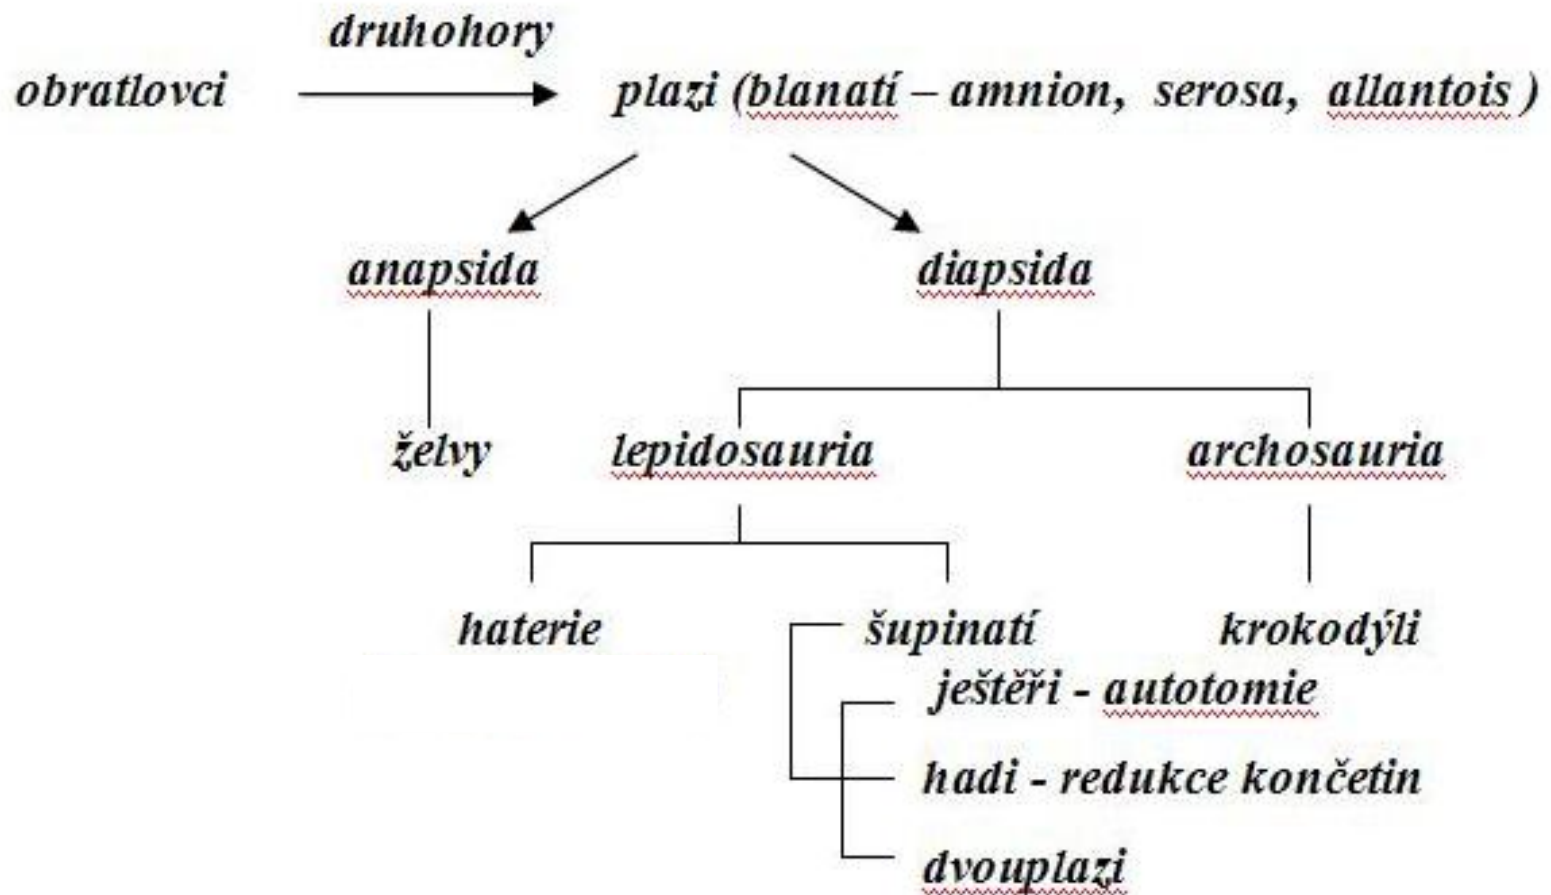 druhohory
obratlovci plazi (blanatí – amnion, serosa, allantois )
anapsida diapsida
želvy lepidosauria archosauria
haterie šupinatí krokodýli
ještěři - autotomie
hadi - redukce končetin
dvouplazi